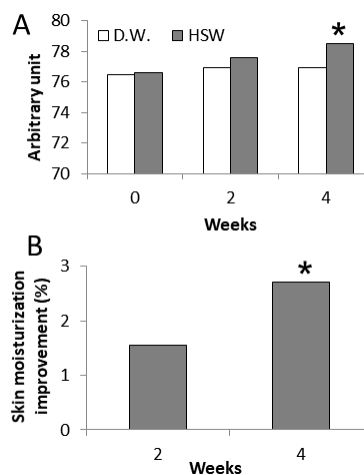 A
80
78
76
74
72
70
Arbitrary unit
D.W.
HSW
*
0
2
4
Weeks
B
3
2
1
0
Skin moisturization
improvement (%)
*
2
4
Weeks